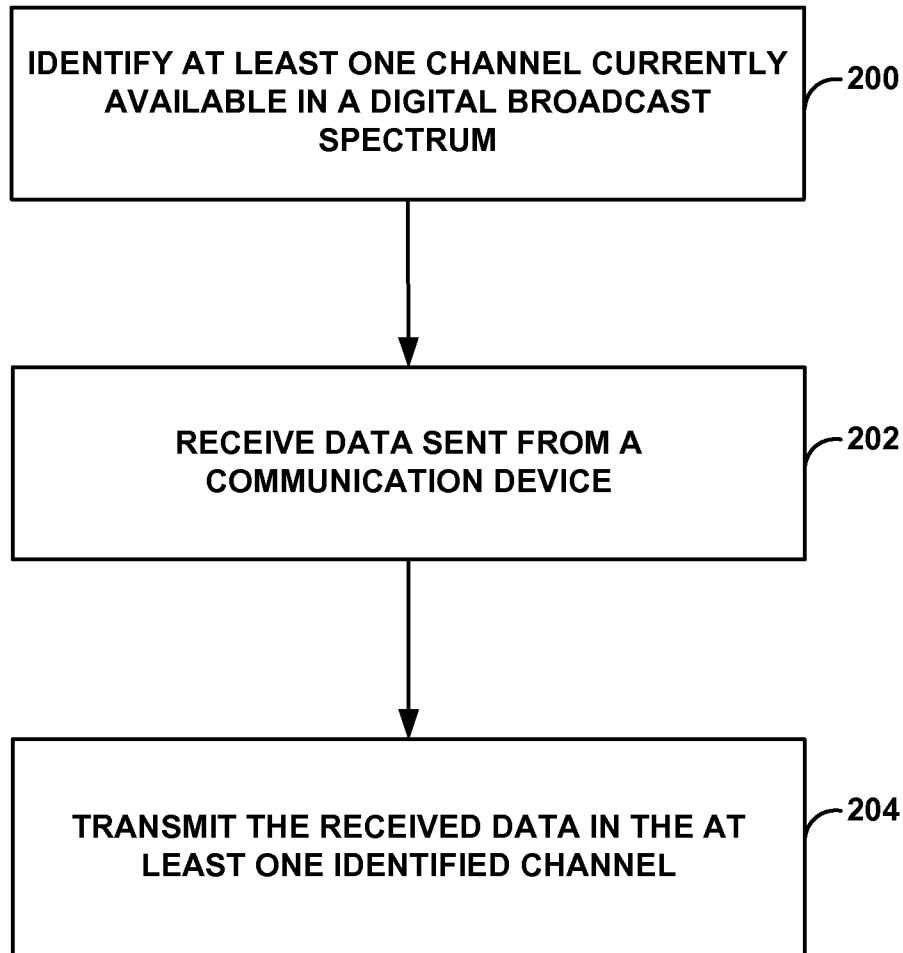 IDENTIFY AT LEAST ONE CHANNEL CURRENTLY
AVAILABLE IN A DIGITAL BROADCAST
SPECTRUM
200
RECEIVE DATA SENT FROM A
COMMUNICATION DEVICE
202
TRANSMIT THE RECEIVED DATA IN THE AT
LEAST ONE IDENTIFIED CHANNEL
204